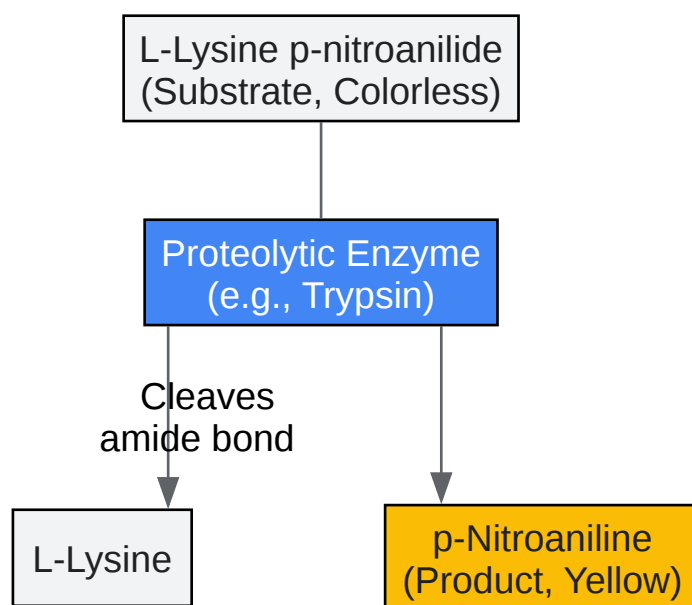 L-Lysine p-nitroanilide
(Substrate, Colorless)
Proteolytic Enzyme
(e.g., Trypsin)
Cleaves
amide bond
L-Lysine
p-Nitroaniline
(Product, Yellow)